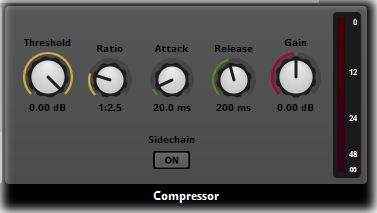 Threshold Ratio Attack Release Gain
0.00 dB 1:2.5 20.0 ms 200 ms 0.00 dB
Sidechain
ON
0
12
24
48
∞
Compressor